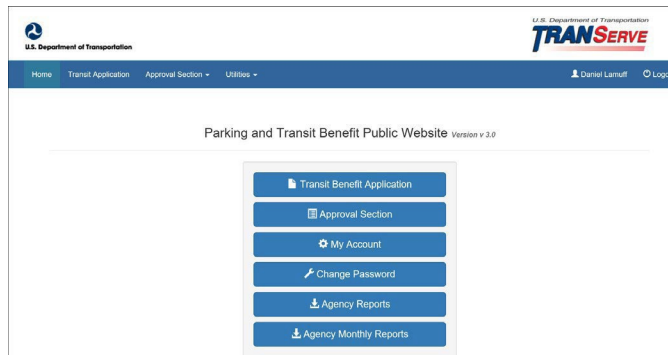 U.S. Department of Transportation
U.S. Department of Transportation
TRANSERVE
Home Transit Application Approval Section Utilities Daniel Lamuff Logo
Parking and Transit Benefit Public Website Version v 3.0
Transit Benefit Application
Approval Section
My Account
Change Password
Agency Reports
Agency Monthly Reports